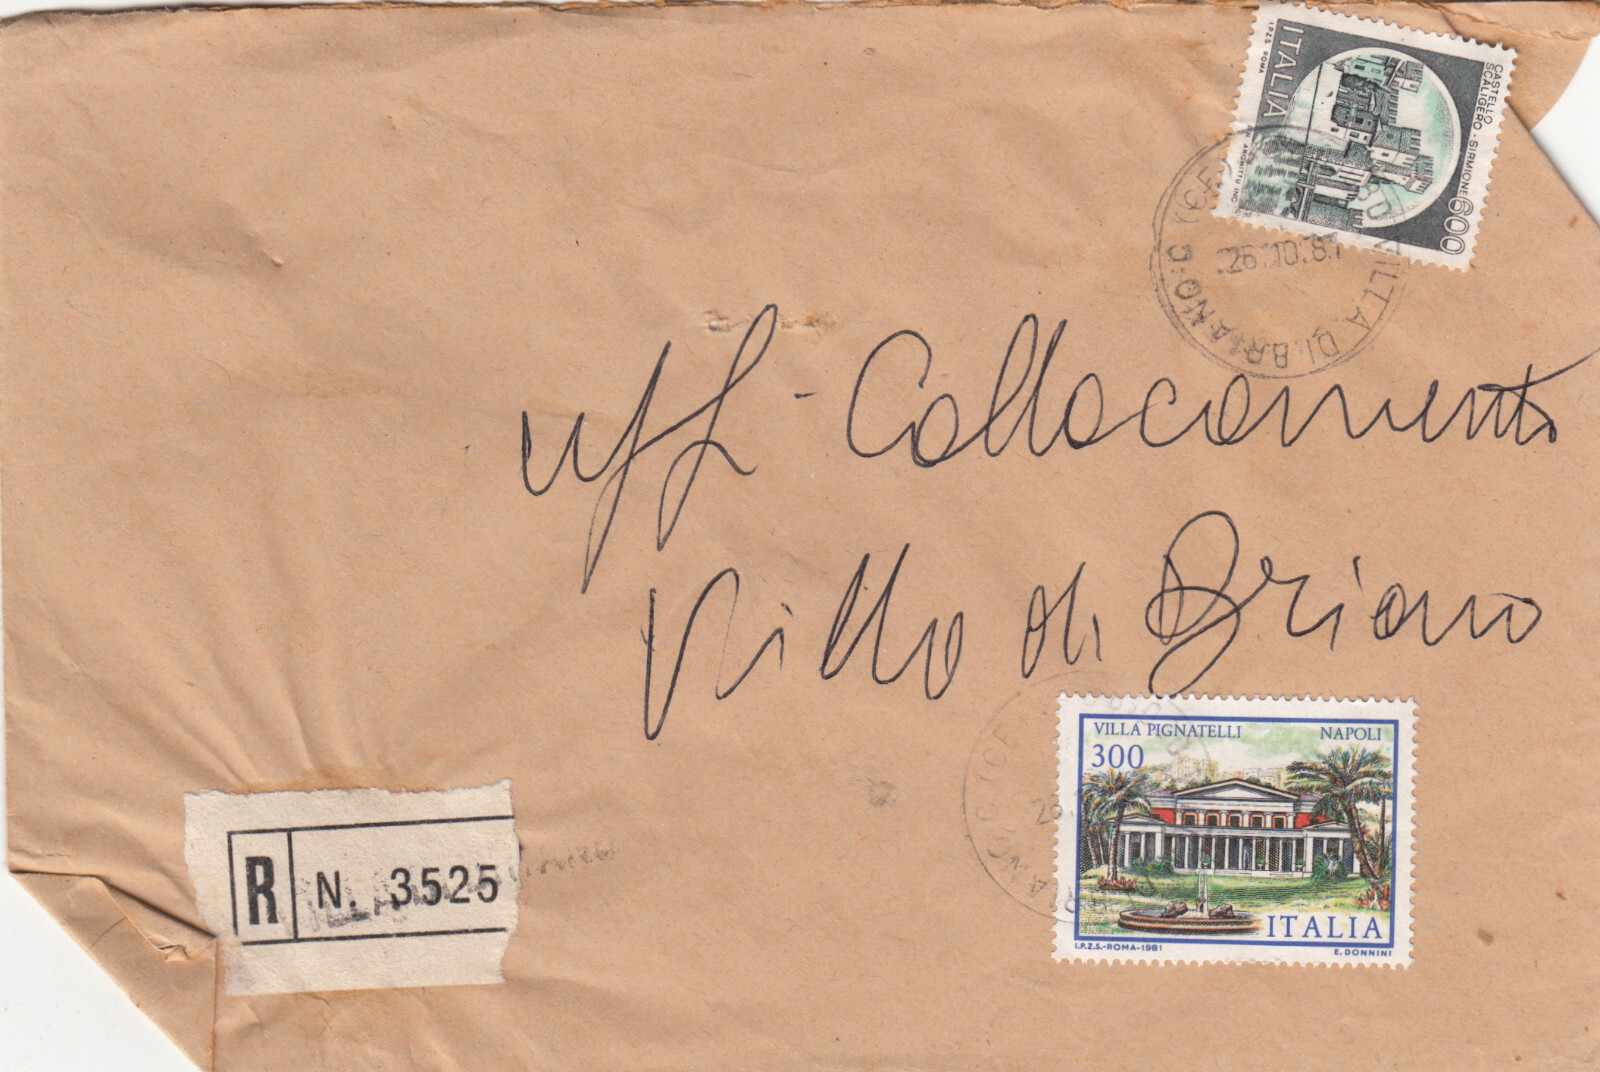 ITALIA
I.P.Z.S. ROMA
CASTELLO
SCALIGERO - SIRMIONE
600
VILLA DI BRIANO
26.10.81
Uff. Collocamento
Villa di Briano
R N. 3525
VILLA PIGNATELLI NAPOLI
300
ITALIA
I.P.Z.S.-ROMA-1981 E. DONNINI